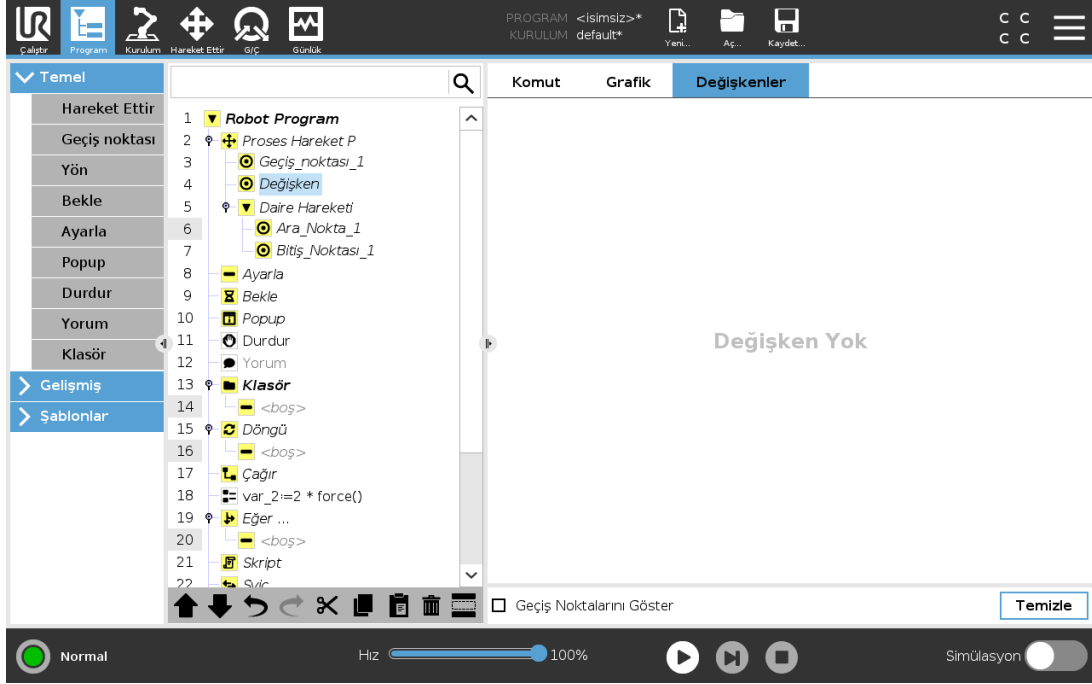 PROGRAM <isimsiz>*
KURULUM default*
Çalıştır Program Kurulum Hareket Ettir G/Ç Günlük Yeni... Aç... Kaydet...
C C
C C
Temel
Hareket Ettir
Geçiş noktası
Yön
Bekle
Ayarla
Popup
Durdur
Yorum
Klasör
Gelişmiş
Şablonlar
1 Robot Program
2 Proses Hareket P
3 Geçiş_noktası_1
4 Değişken
5 Daire Hareketi
6 Ara_Nokta_1
7 Bitiş_Noktası_1
8 Ayarla
9 Bekle
10 Popup
11 Durdur
12 Yorum
13 Klasör
14 <boş>
15 Döngü
16 <boş>
17 Çağır
18 var_2:=2 * force()
19 Eğer ...
20 <boş>
21 Skript
22 Sviç
Komut Grafik Değişkenler
Değişken Yok
Geçiş Noktalarını Göster Temizle
Normal Hız 100% Simülasyon